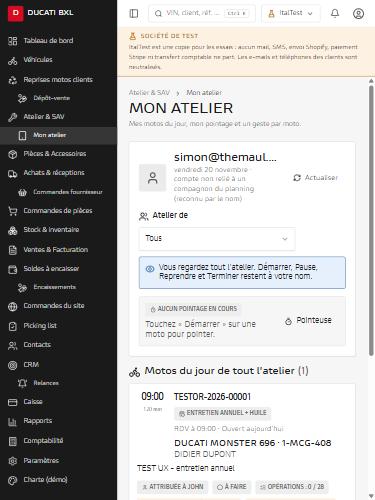 D DUCATI BXL
Tableau de bord
Véhicules
Reprises motos clients
Dépôt-vente
Atelier & SAV
Mon atelier
Pièces & Accessoires
Achats & réceptions
Commandes fournisseur
Commandes de pièces
Stock & inventaire
Ventes & Facturation
Soldes à encaisser
Encaissements
Commandes du site
Picking list
Contacts
CRM
Relances
Caisse
Rapports
Comptabilité
Paramètres
Charte (démo)
VIN, client, réf. ... Ctrl K
ItalTest
SOCIÉTÉ DE TEST
ItalTest est une copie pour les essais : aucun mail, SMS, envoi Shopify, paiement
Stripe ni transfert comptable ne part. Les e-mails et téléphones des clients sont
neutralisés.
Atelier & SAV > Mon atelier
MON ATELIER
Mes motos du jour, mon pointage et un geste par moto.
simon@themaul....
vendredi 20 novembre ·
compte non relié à un
compagnon du planning
(reconnu par le nom)
Actualiser
Atelier de
Tous
Vous regardez tout l'atelier. Démarrer, Pause,
Reprendre et Terminer restent à votre nom.
AUCUN POINTAGE EN COURS
Touchez « Démarrer » sur une
moto pour pointer.
Pointeuse
Motos du jour de tout l'atelier (1)
09:00
120 min
TESTOR-2026-00001
ENTRETIEN ANNUEL + HUILE
RDV à 09:00 · Ouvert aujourd'hui
DUCATI MONSTER 696 · 1-MCG-408
DIDIER DUPONT
TEST UX - entretien annuel
ATTRIBUÉE À JOHN
À FAIRE
OPÉRATIONS : 0 / 28